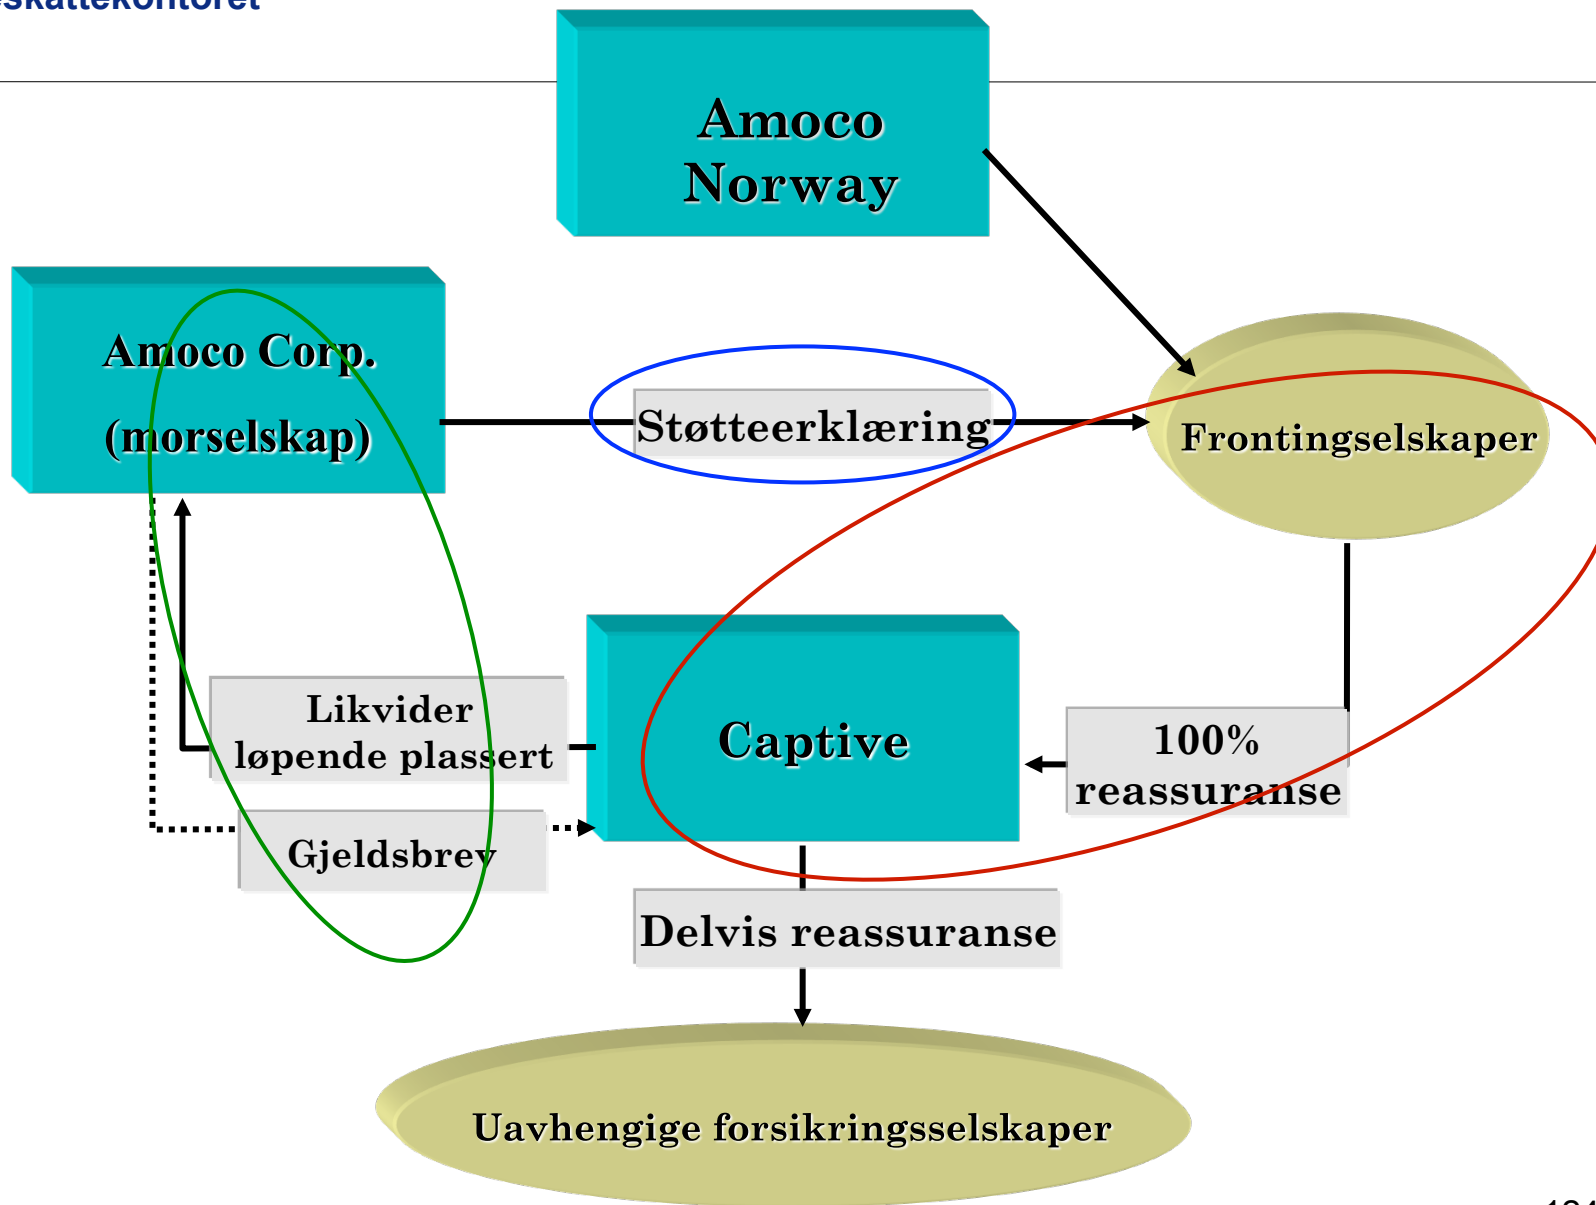 Amoco
Norway
Amoco Corp.
(morselskap)
Støtteerklæring
Frontingselskaper
Likvider
løpende plassert
Captive
100%
reassuranse
Gjeldsbrev
Delvis reassuranse
Uavhengige forsikringsselskaper